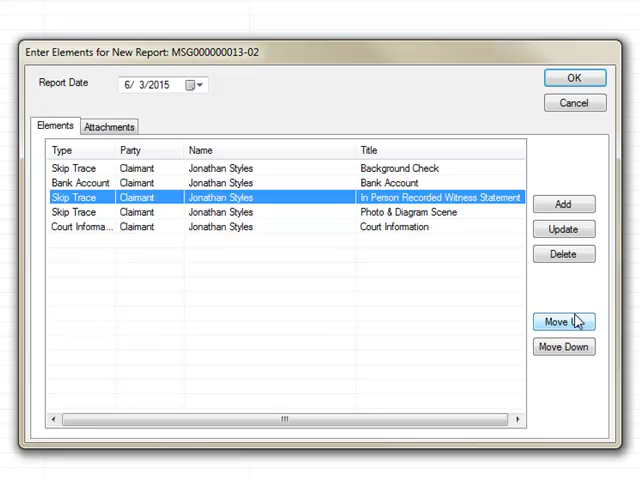 Enter Elements for New Report: MSG000000013-02
Report Date 6/ 3/2015
OK
Cancel
Elements Attachments
Type Party Name Title
Skip Trace Claimant Jonathan Styles Background Check
Bank Account Claimant Jonathan Styles Bank Account
Skip Trace Claimant Jonathan Styles In Person Recorded Witness Statement
Skip Trace Claimant Jonathan Styles Photo & Diagram Scene
Court Informa... Claimant Jonathan Styles Court Information
Add
Update
Delete
Move
Move Down